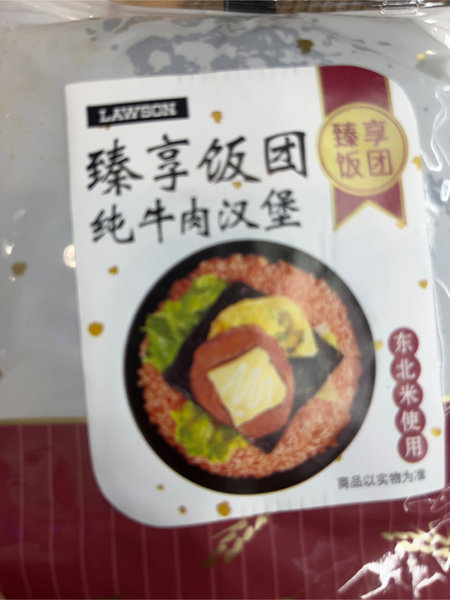 LAWSON
臻享饭团
纯牛肉汉堡
臻享
饭团
东北米使用
商品以实物为准